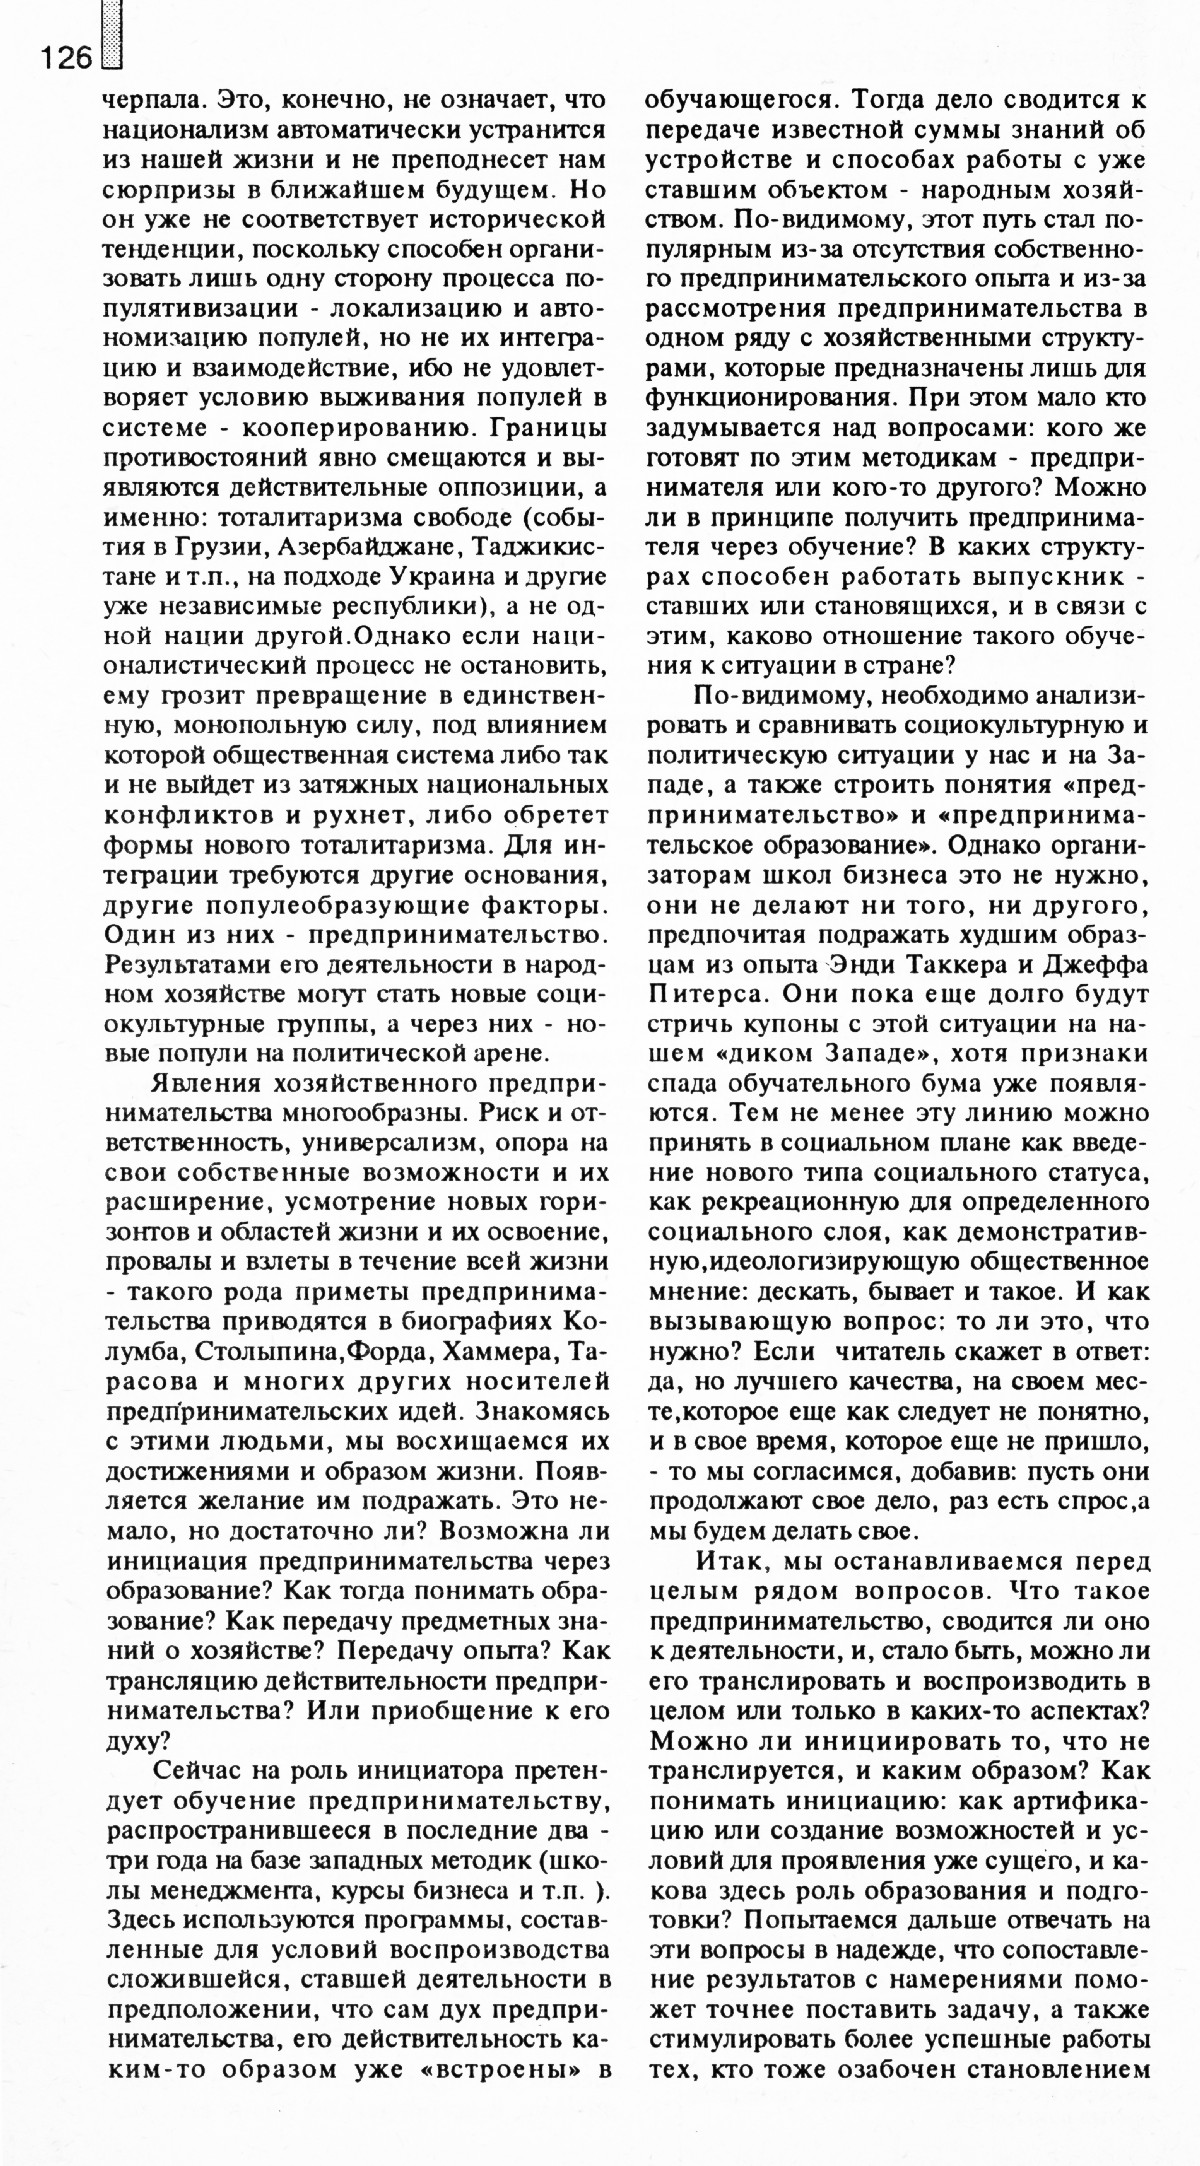 126
черпала. Это, конечно, не означает, что
национализм автоматически устранится
из нашей жизни и не преподнесет нам
сюрпризы в ближайшем будущем. Но
он уже не соответствует исторической
тенденции, поскольку способен органи-
зовать лишь одну сторону процесса по-
пулятивизации - локализацию и авто-
номизацию популей, но не их интегра-
цию и взаимодействие, ибо не удовлет-
воряет условию выживания популей в
системе - кооперированию. Границы
противостояний явно смещаются и вы-
являются действительные оппозиции, а
именно: тоталитаризма свободе (собы-
тия в Грузии, Азербайджане, Таджикис-
тане и т.п., на подходе Украина и другие
уже независимые республики), а не од-
ной нации другой.Однако если наци-
оналистический процесс не остановить,
ему грозит превращение в единствен-
ную, монопольную силу, под влиянием
которой общественная система либо так
и не выйдет из затяжных национальных
конфликтов и рухнет, либо обретет
формы нового тоталитаризма. Для ин-
теграции требуются другие основания,
другие популеобразующие факторы.
Один из них - предпринимательство.
Результатами его деятельности в народ-
ном хозяйстве могут стать новые соци-
окультурные группы, а через них - но-
вые попули на политической арене.
Явления хозяйственного предпри-
нимательства многообразны. Риск и от-
ветственность, универсализм, опора на
свои собственные возможности и их
расширение, усмотрение новых гори-
зонтов и областей жизни и их освоение,
провалы и взлеты в течение всей жизни
- такого рода приметы предпринима-
тельства приводятся в биографиях Ко-
лумба, Столыпина,Форда, Хаммера, Та-
расова и многих других носителей
предпринимательских идей. Знакомясь
с этими людьми, мы восхищаемся их
достижениями и образом жизни. Появ-
ляется желание им подражать. Это не-
мало, но достаточно ли? Возможна ли
инициация предпринимательства через
образование? Как тогда понимать обра-
зование? Как передачу предметных зна-
ний о хозяйстве? Передачу опыта? Как
трансляцию действительности предпри-
нимательства? Или приобщение к его
духу?
Сейчас на роль инициатора претен-
дует обучение предпринимательству,
распространившееся в последние два -
три года на базе западных методик (шко-
лы менеджмента, курсы бизнеса и т.п. ).
Здесь используются программы, состав-
ленные для условий воспроизводства
сложившейся, ставшей деятельности в
предположении, что сам дух предпри-
нимательства, его действительность ка-
ким-то образом уже «встроены» в
обучающегося. Тогда дело сводится к
передаче известной суммы знаний об
устройстве и способах работы с уже
ставшим объектом - народным хозяй-
ством. По-видимому, этот путь стал по-
пулярным из-за отсутствия собственно-
го предпринимательского опыта и из-за
рассмотрения предпринимательства в
одном ряду с хозяйственными структу-
рами, которые предназначены лишь для
функционирования. При этом мало кто
задумывается над вопросами: кого же
готовят по этим методикам - предпри-
нимателя или кого-то другого? Можно
ли в принципе получить предпринима-
теля через обучение? В каких структу-
рах способен работать выпускник -
ставших или становящихся, и в связи с
этим, каково отношение такого обуче-
ния к ситуации в стране?
По-видимому, необходимо анализи-
ровать и сравнивать социокультурную и
политическую ситуации у нас и на За-
паде, а также строить понятия «пред-
принимательство» и «предпринима-
тельское образование». Однако органи-
заторам школ бизнеса это не нужно,
они не делают ни того, ни другого,
предпочитая подражать худшим образ-
цам из опыта Энди Таккера и Джеффа
Питерса. Они пока еще долго будут
стричь купоны с этой ситуации на на-
шем «диком Западе», хотя признаки
спада обучательного бума уже появля-
ются. Тем не менее эту линию можно
принять в социальном плане как введе-
ние нового типа социального статуса,
как рекреационную для определенного
социального слоя, как демонстратив-
ную,идеологизирующую общественное
мнение: дескать, бывает и такое. И как
вызывающую вопрос: то ли это, что
нужно? Если читатель скажет в ответ:
да, но лучшего качества, на своем мес-
те,которое еще как следует не понятно,
и в свое время, которое еще не пришло,
- то мы согласимся, добавив: пусть они
продолжают свое дело, раз есть спрос,а
мы будем делать свое.
Итак, мы останавливаемся перед
целым рядом вопросов. Что такое
предпринимательство, сводится ли оно
к деятельности, и, стало быть, можно ли
его транслировать и воспроизводить в
целом или только в каких-то аспектах?
Можно ли инициировать то, что не
транслируется, и каким образом? Как
понимать инициацию: как артифика-
цию или создание возможностей и ус-
ловий для проявления уже сущего, и ка-
кова здесь роль образования и подго-
товки? Попытаемся дальше отвечать на
эти вопросы в надежде, что сопоставле-
ние результатов с намерениями помо-
жет точнее поставить задачу, а также
стимулировать более успешные работы
тех, кто тоже озабочен становлением